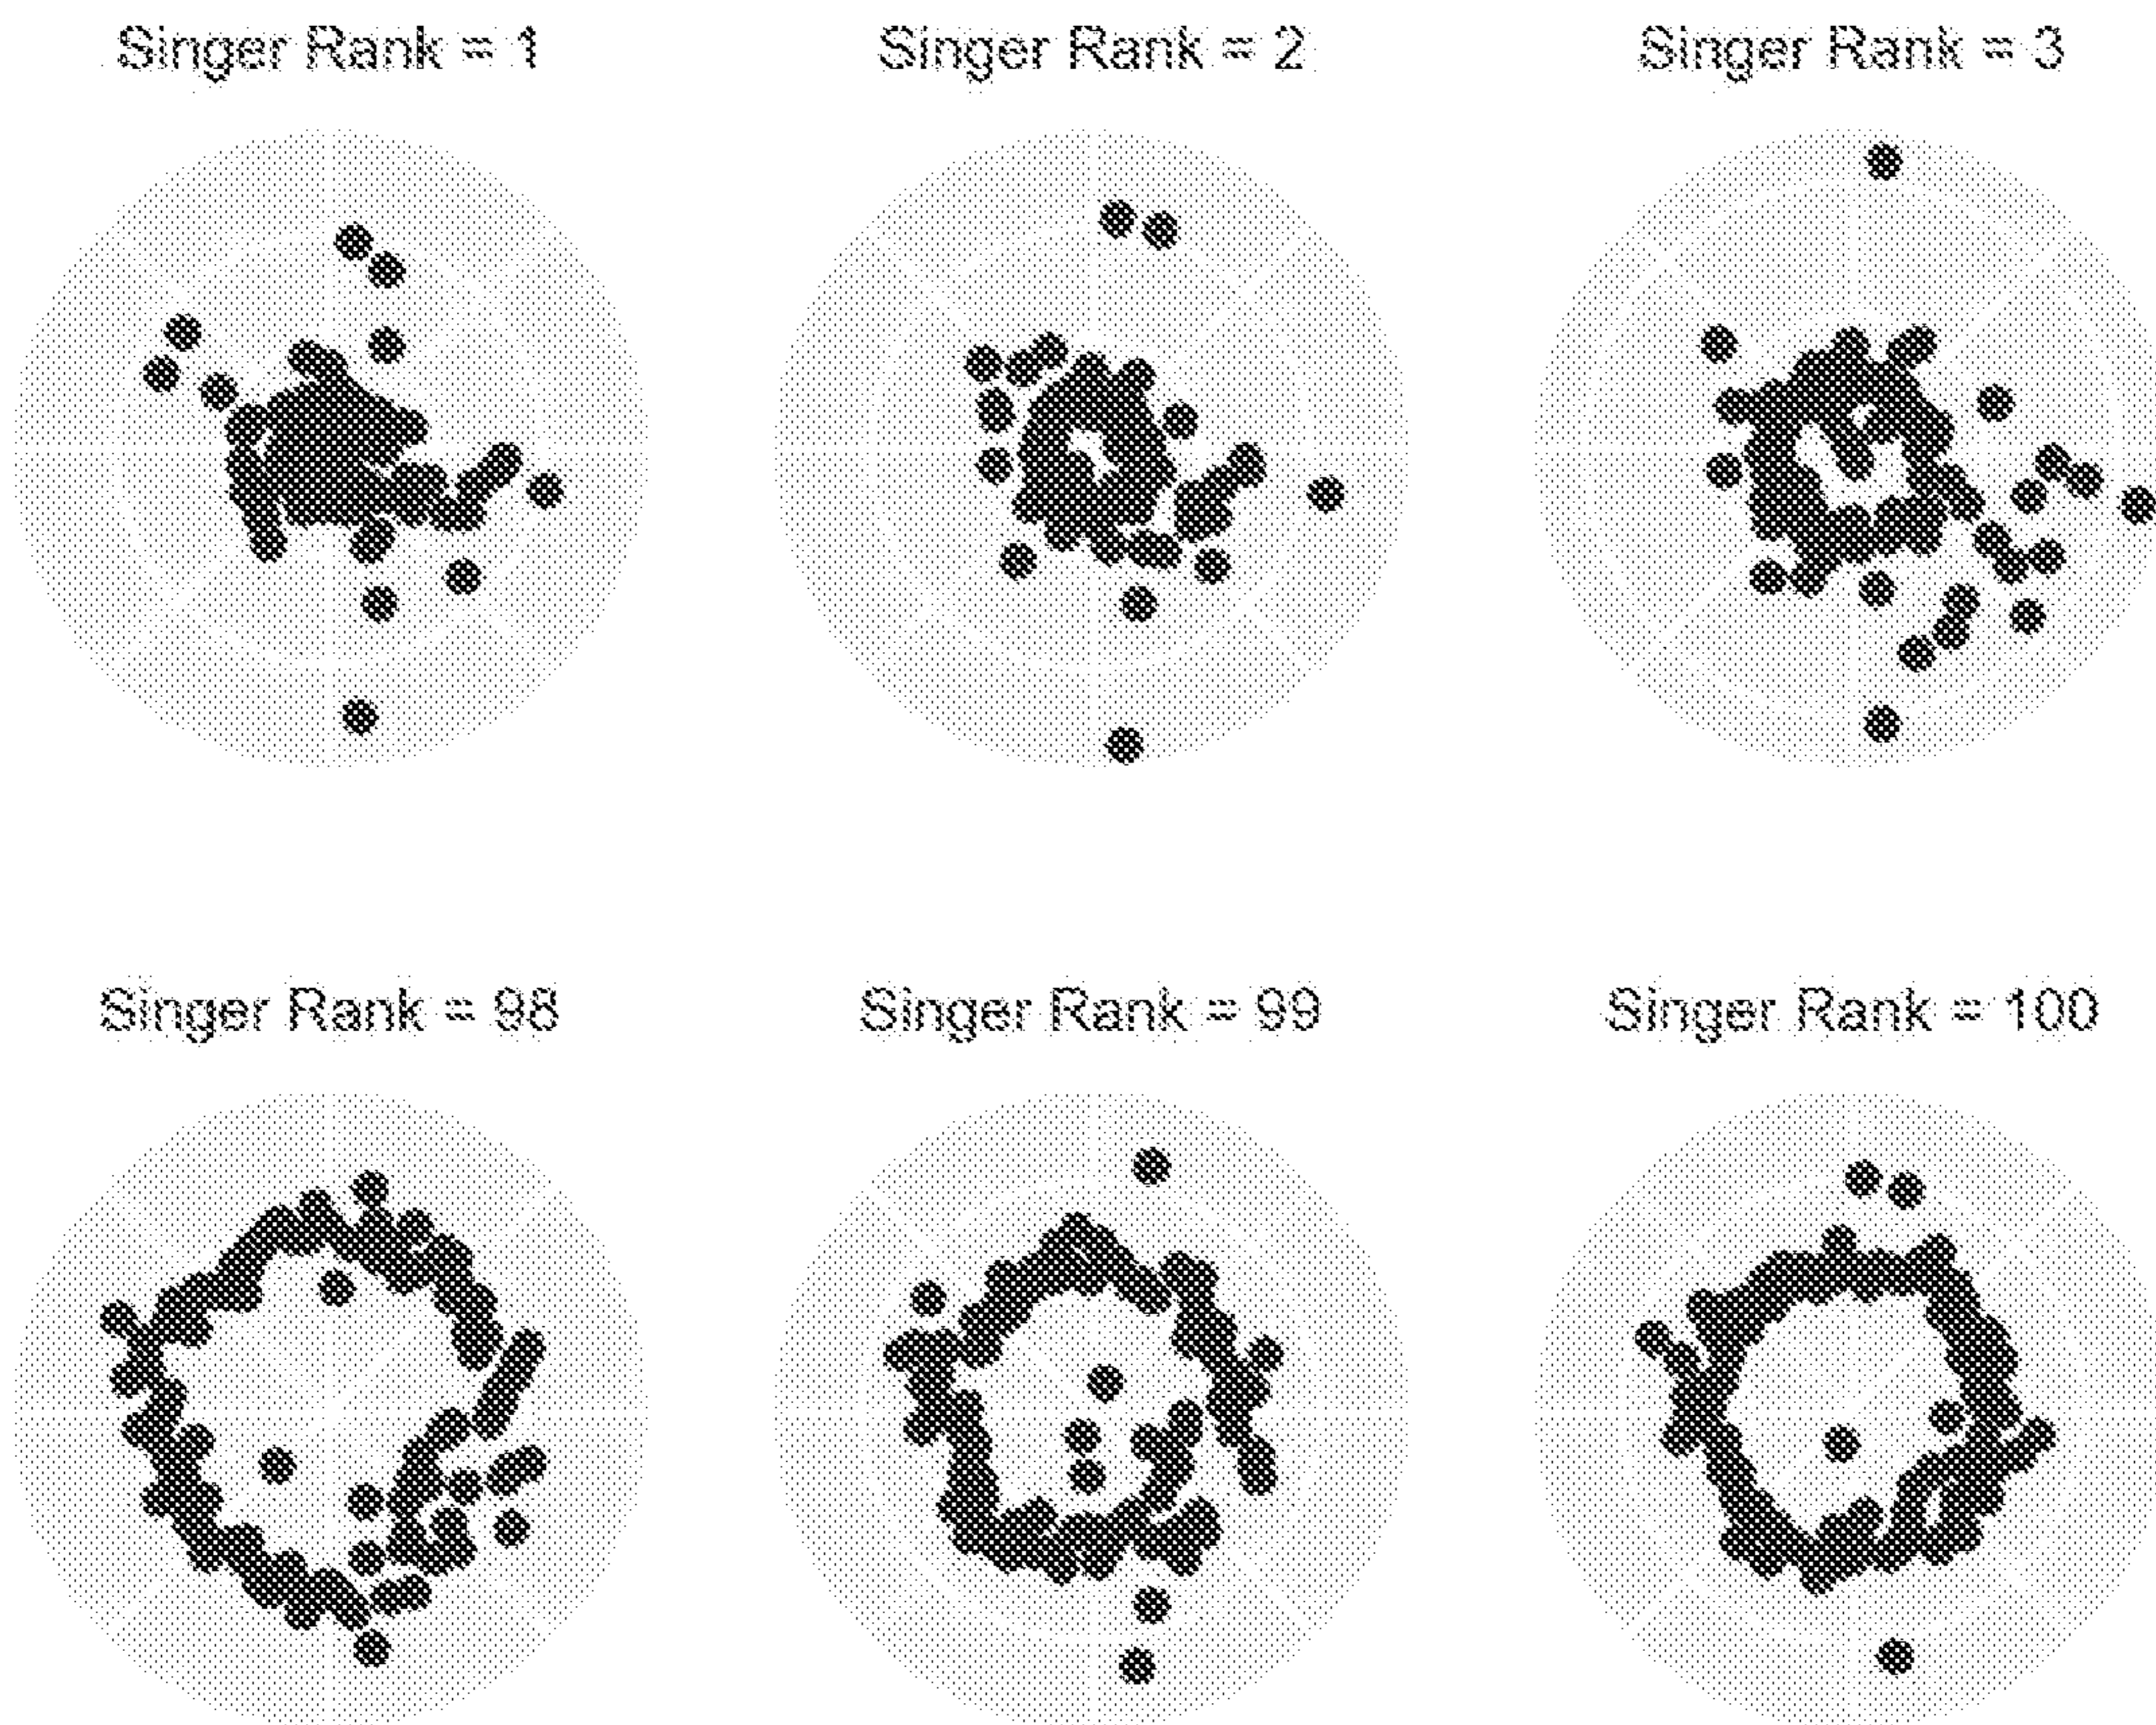 Singer Rank = 1
Singer Rank = 2
Singer Rank = 3
Singer Rank = 98
Singer Rank = 99
Singer Rank = 100